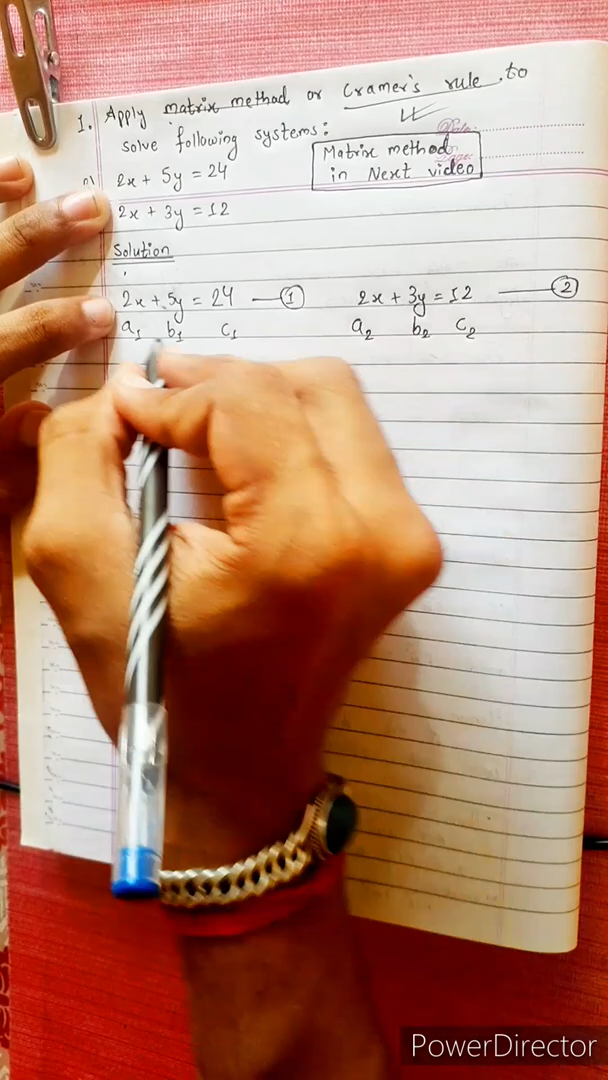 1. Apply matrix method or Cramer's rule to
solve following systems:
Matrix method
in Next video
a) 2x + 5y = 24
2x + 3y = 12
Solution
2x + 5y = 24 — ① 2x + 3y = 12 — ②
a₁ b₁ c₁ a₂ b₂ c₂
PowerDirector